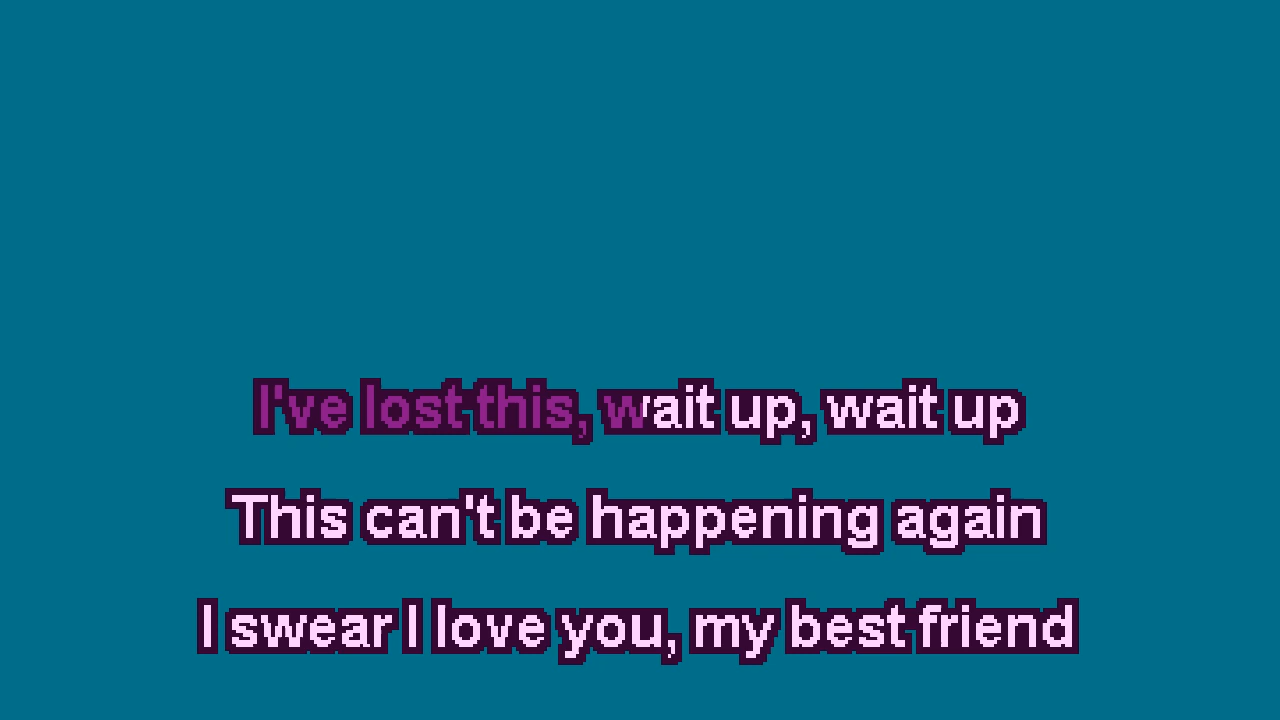 I've lost this, wait up, wait up
This can't be happening again
I swear I love you, my best friend